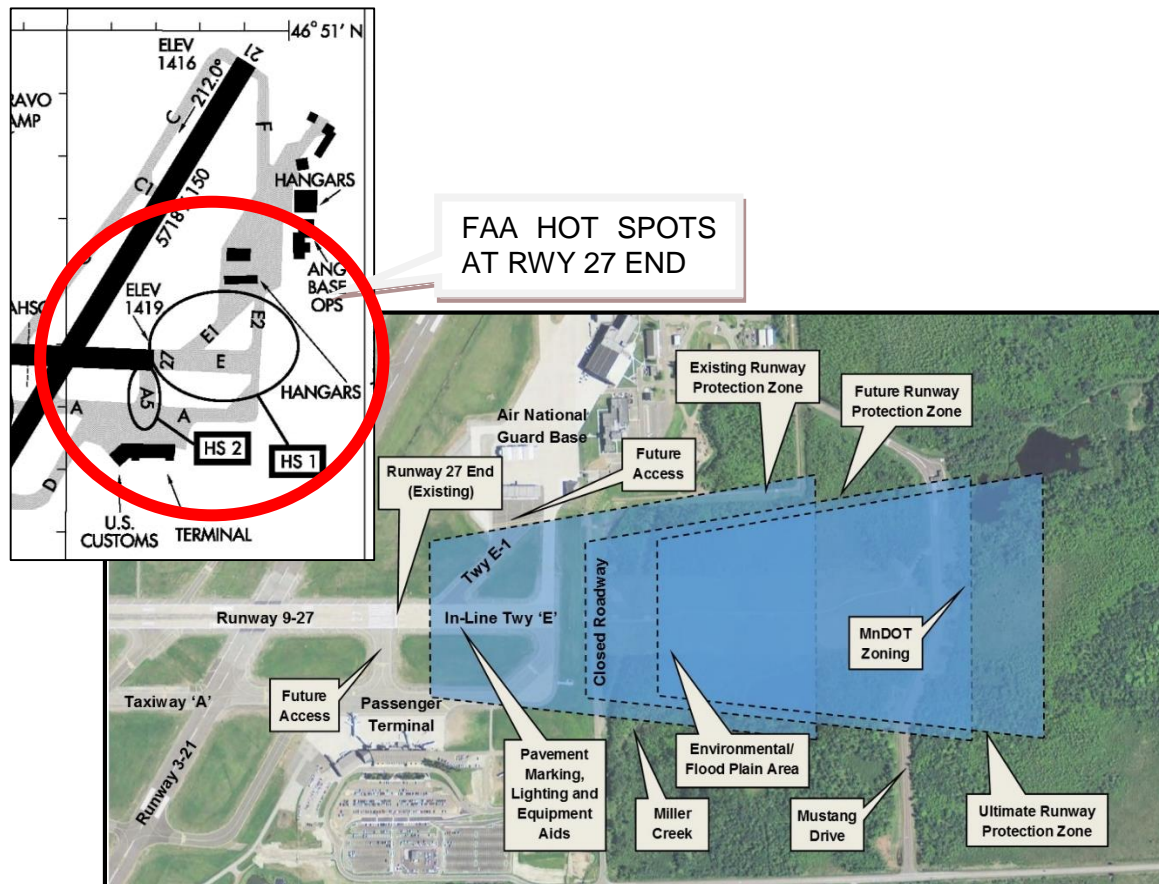 46° 51' N
ELEV
1416
21
212.0°
RAVO
AMP
C
F
C1
HANGARS
5718
150
FAA HOT SPOTS
AT RWY 27 END
ANG
BASE
OPS
ELEV
1419
AHSO
E1
E2
27
E
HANGARS
A5
A
A
HS 2
HS 1
D
U.S.
CUSTOMS
TERMINAL
Existing Runway
Protection Zone
Future Runway
Protection Zone
Air National
Guard Base
Future
Access
Runway 27 End
(Existing)
Twy E-1
Closed Roadway
Runway 9-27
In-Line Twy 'E'
MnDOT
Zoning
Taxiway 'A'
Future
Access
Passenger
Terminal
Runway 3-21
Pavement
Marking,
Lighting and
Equipment
Aids
Environmental/
Flood Plain Area
Miller
Creek
Mustang
Drive
Ultimate Runway
Protection Zone